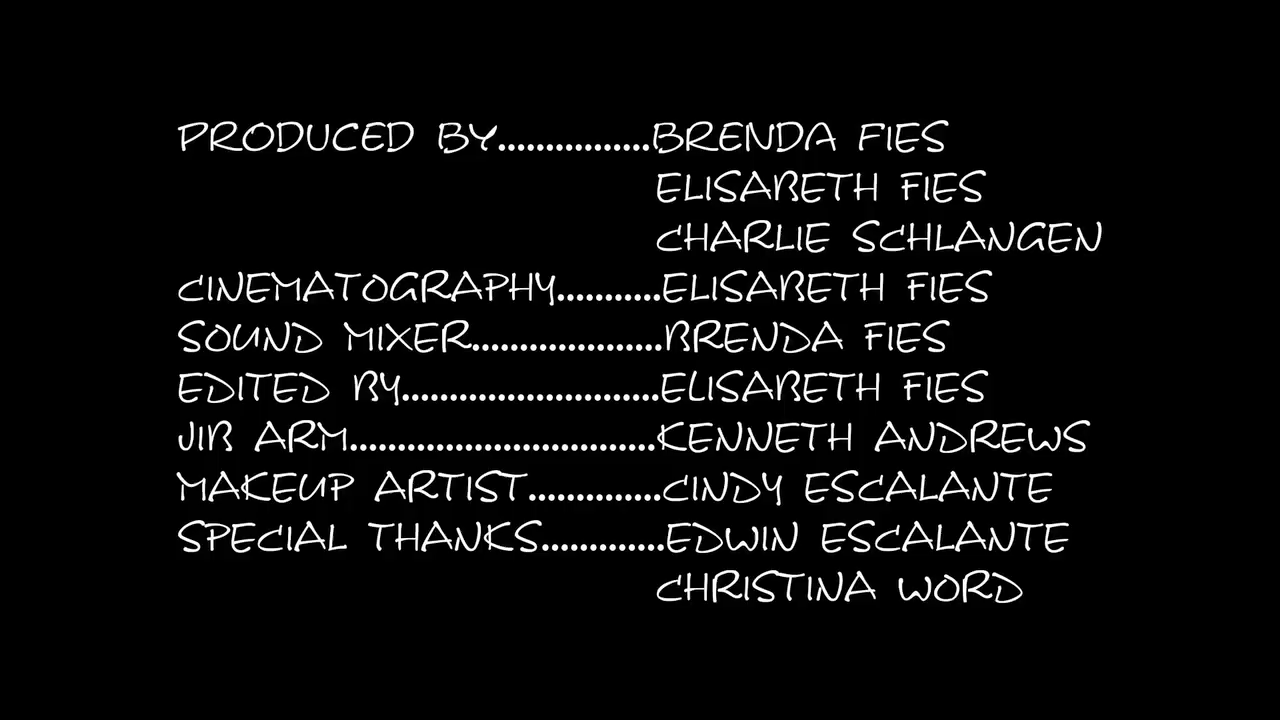 PRODUCED BY................BRENDA FIES
ELISABETH FIES
CHARLIE SCHLANGEN
CINEMATOGRAPHY...........ELISABETH FIES
SOUND MIXER....................BRENDA FIES
EDITED BY...........................ELISABETH FIES
JIB ARM................................KENNETH ANDREWS
MAKEUP ARTIST..............CINDY ESCALANTE
SPECIAL THANKS.............EDWIN ESCALANTE
CHRISTINA WORD